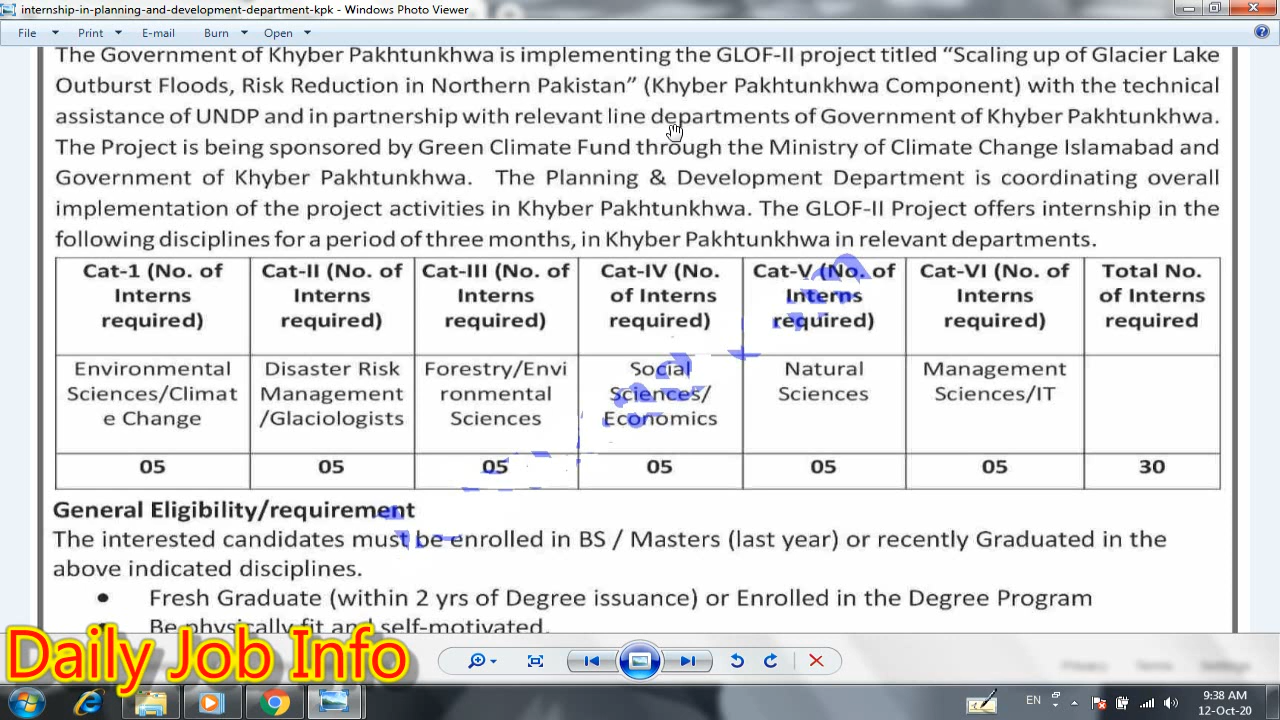 internship-in-planning-and-development-department-kpk - Windows Photo Viewer
File Print E-mail Burn Open
The Government of Khyber Pakhtunkhwa is implementing the GLOF-II project titled “Scaling up of Glacier Lake
Outburst Floods, Risk Reduction in Northern Pakistan” (Khyber Pakhtunkhwa Component) with the technical
assistance of UNDP and in partnership with relevant line departments of Government of Khyber Pakhtunkhwa.
The Project is being sponsored by Green Climate Fund through the Ministry of Climate Change Islamabad and
Government of Khyber Pakhtunkhwa. The Planning & Development Department is coordinating overall
implementation of the project activities in Khyber Pakhtunkhwa. The GLOF-II Project offers internship in the
following disciplines for a period of three months, in Khyber Pakhtunkhwa in relevant departments.
Cat-1 (No. of Cat-II (No. of Cat-III (No. of Cat-IV (No. Cat-V (No. of Cat-VI (No. of Total No.
Interns Interns Interns of Interns Interns Interns of Interns
required) required) required) required) required) required) required
Environmental Disaster Risk Forestry/Envi Social Natural Management
Sciences/Climat Management ronmental Sciences/ Sciences Sciences/IT
e Change /Glaciologists Sciences Economics
05 05 05 05 05 05 30
General Eligibility/requirement
The interested candidates must be enrolled in BS / Masters (last year) or recently Graduated in the
above indicated disciplines.
• Fresh Graduate (within 2 yrs of Degree issuance) or Enrolled in the Degree Program
• Be physically fit and self-motivated.
Daily Job Info
EN
9:38 AM
12-Oct-20